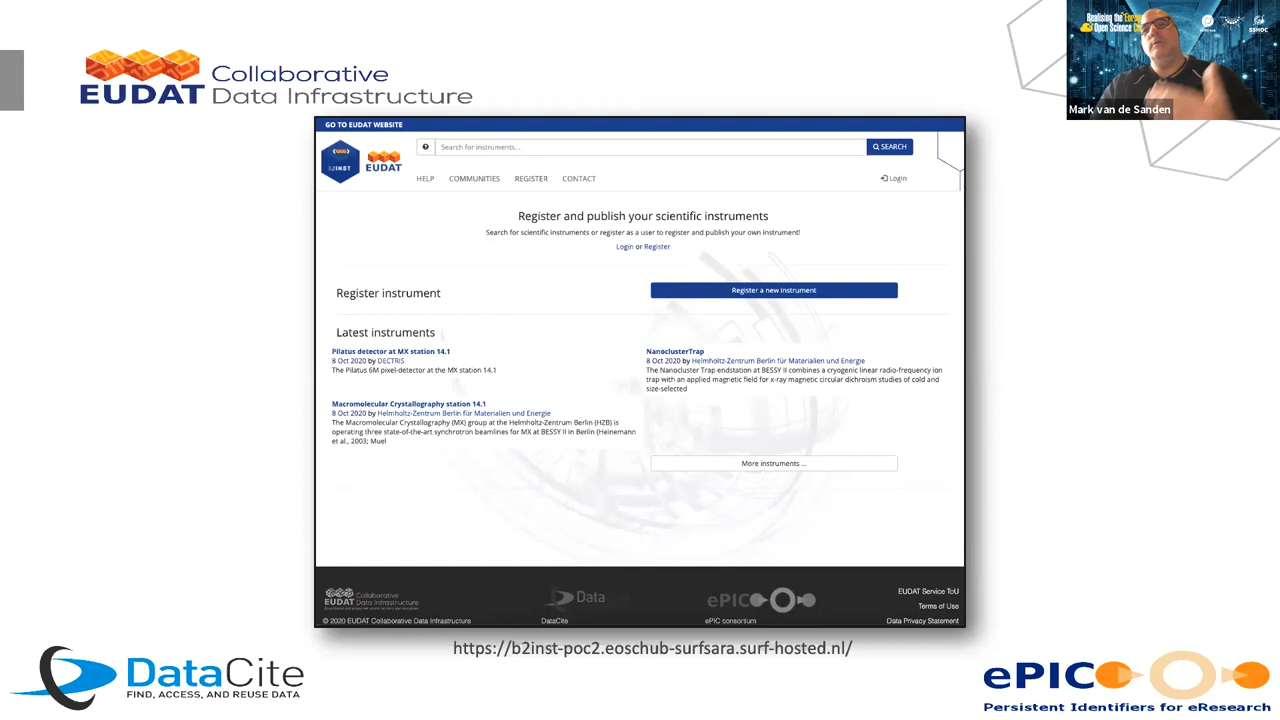 EUDAT Collaborative Data Infrastructure
Realising the
Open Science
SSHOC
Mark van de Sanden
GO TO EUDAT WEBSITE
B2INST
EUDAT
Search for instruments...
SEARCH
HELP COMMUNITIES REGISTER CONTACT
Login
Register and publish your scientific instruments
Search for scientific instruments or register as a user to register and publish your own instrument!
Login or Register
Register instrument
Register a new instrument
Latest instruments
Pilatus detector at MX station 14.1
8 Oct 2020 by DECTRIS
The Pilatus 6M pixel-detector at the MX station 14.1
NanoclusterTrap
8 Oct 2020 by Helmholtz-Zentrum Berlin für Materialien und Energie
The Nanocluster Trap endstation at BESSY II combines a cryogenic linear radio-frequency ion
trap with an applied magnetic field for x-ray magnetic circular dichroism studies of cold and
size-selected
Macromolecular Crystallography station 14.1
8 Oct 2020 by Helmholtz-Zentrum Berlin für Materialien und Energie
The Macromolecular Crystallography (MX) group at the Helmholtz-Zentrum Berlin (HZB) is
operating three state-of-the-art synchrotron beamlines for MX at BESSY II in Berlin (Heinemann
et al., 2003; Muel
More instruments ...
EUDAT Collaborative Data Infrastructure
Data
ePIC
EUDAT Service ToU
Terms of Use
© 2020 EUDAT Collaborative Data Infrastructure
DataCite
ePIC consortium
Data Privacy Statement
https://b2inst-poc2.eoschub-surfsara.surf-hosted.nl/
DataCite
FIND, ACCESS, AND REUSE DATA
ePIC
Persistent Identifiers for eResearch